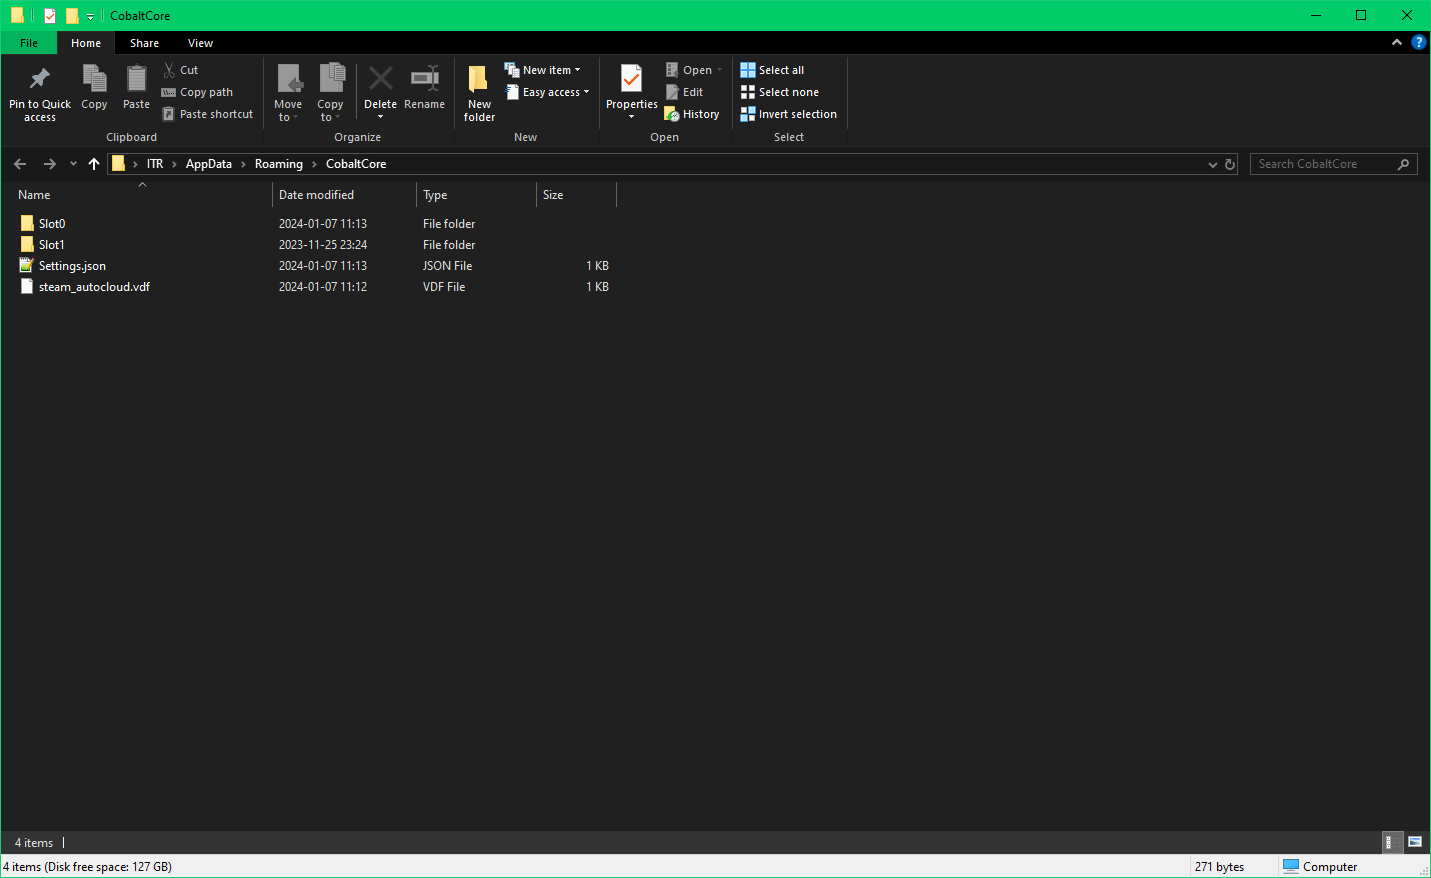 CobaltCore
File Home Share View
Pin to Quick access
Copy
Paste
Cut
Copy path
Paste shortcut
Clipboard
Move to
Copy to
Delete
Rename
Organize
New folder
New item
Easy access
New
Properties
Open
Edit
History
Open
Select all
Select none
Invert selection
Select
ITR > AppData > Roaming > CobaltCore
Search CobaltCore
Name Date modified Type Size
Slot0 2024-01-07 11:13 File folder
Slot1 2023-11-25 23:24 File folder
Settings.json 2024-01-07 11:13 JSON File 1 KB
steam_autocloud.vdf 2024-01-07 11:12 VDF File 1 KB
4 items
4 items (Disk free space: 127 GB) 271 bytes Computer